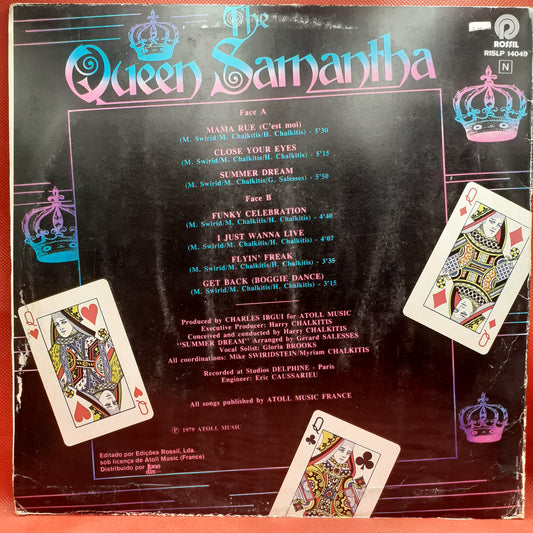 The
Queen Samantha
ROSSIL
RISLP 14049
N
Face A
MAMA RUE (C'est moi)
(M. Swirid/M. Chalkitis/H. Chalkitis) - 5'30
CLOSE YOUR EYES
(M. Swirid/M. Chalkitis/H. Chalkitis) - 5'15
SUMMER DREAM
(M. Swirid/M. Chalkitis/G. Salesses) - 5'50
Face B
FUNKY CELEBRATION
(M. Swirid/M. Chalkitis/H. Chalkitis) - 4'40
I JUST WANNA LIVE
(M. Swirid/M. Chalkitis/H. Chalkitis) - 4'07
FLYIN' FREAK
(M. Swirid/M. Chalkitis/H. Chalkitis) - 3'35
GET BACK (BOGGIE DANCE)
(M. Swirid/M. Chalkitis/H. Chalkitis) - 3'15
Produced by CHARLES IBGUI for ATOLL MUSIC
Executive Producer: Harry CHALKITIS
Conceived and conducted by Harry CHALKITIS
"SUMMER DREAM" Arranged by Gérard SALESSES
Vocal Solist: Gloria BROOKS
All coordinations: Mike SWIRIDSTEIN/Myriam CHALKITIS
Recorded at Studios DELPHINE - Paris
Engineer: Eric CAUSSARIEU
All songs published by ATOLL MUSIC FRANCE
℗ 1979 ATOLL MUSIC
Editado por Edições Rossil, Lda.
sob licença de Atoll Music (France)
Distribuido por
Q
Q
Q
Q
Q
Q